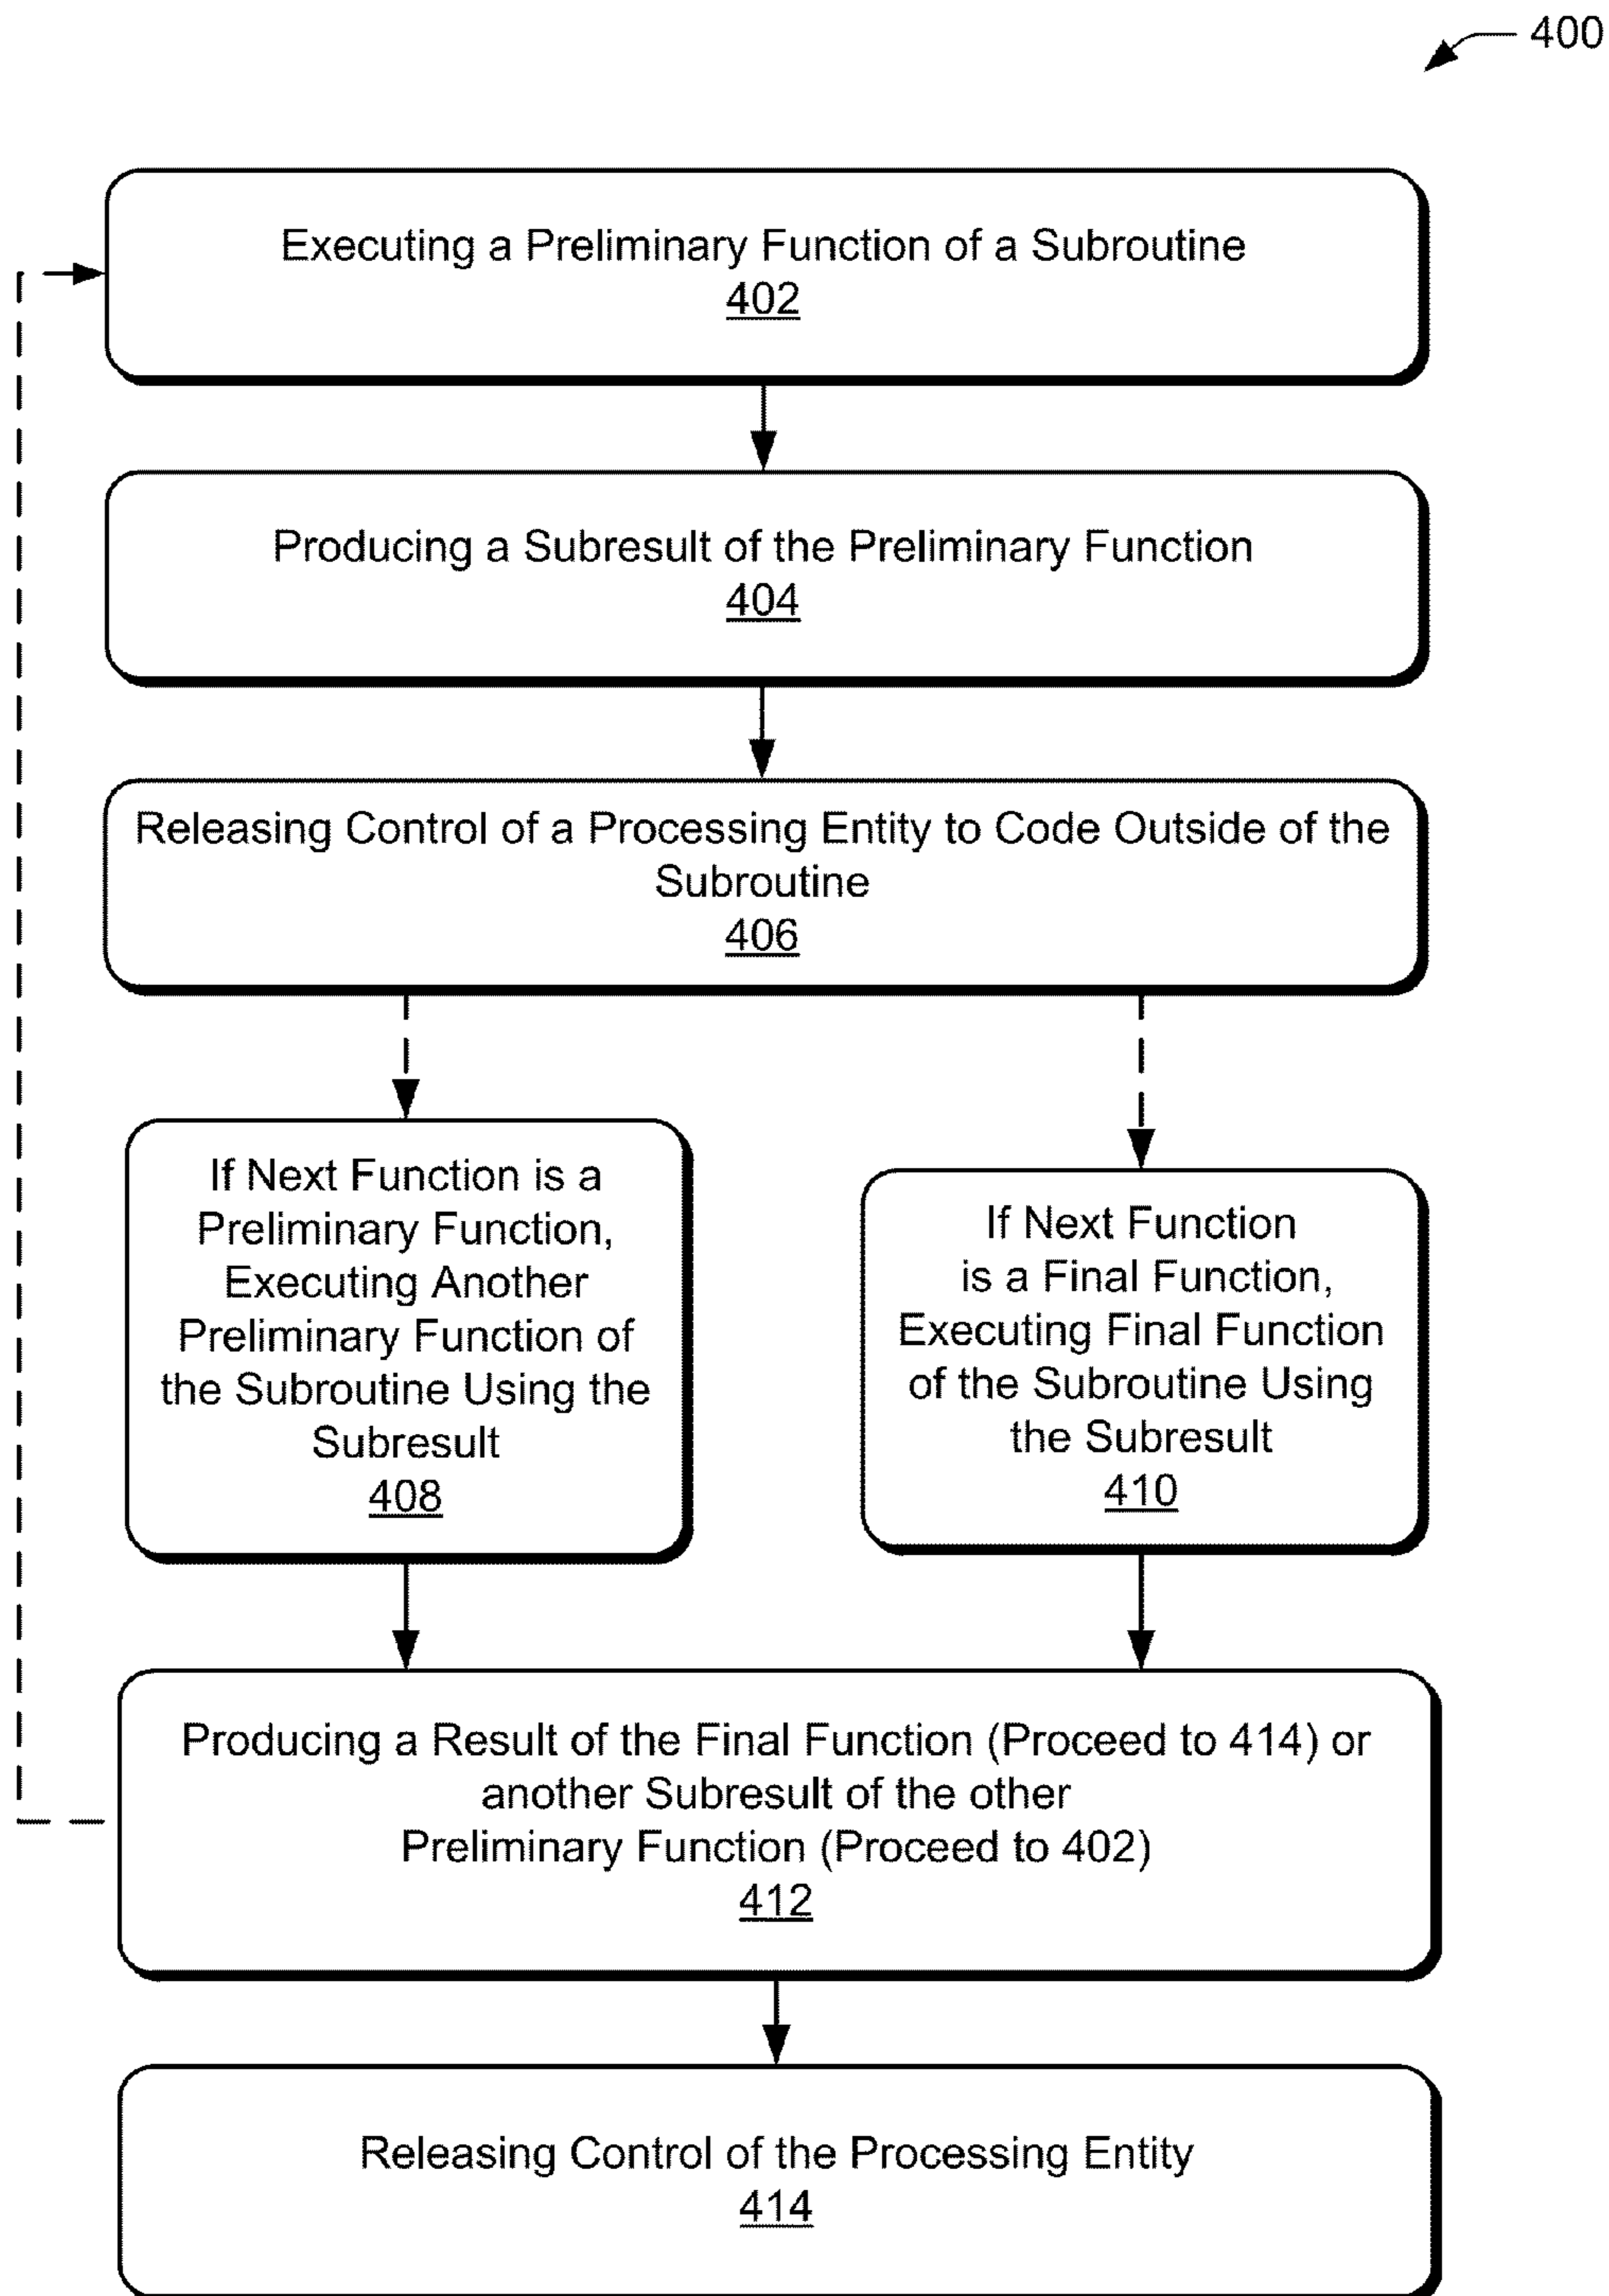 400
Executing a Preliminary Function of a Subroutine
402
Producing a Subresult of the Preliminary Function
404
Releasing Control of a Processing Entity to Code Outside of the
Subroutine
406
If Next Function is a
Preliminary Function,
Executing Another
Preliminary Function of
the Subroutine Using the
Subresult
408
If Next Function
is a Final Function,
Executing Final Function
of the Subroutine Using
the Subresult
410
Producing a Result of the Final Function (Proceed to 414) or
another Subresult of the other
Preliminary Function (Proceed to 402)
412
Releasing Control of the Processing Entity
414